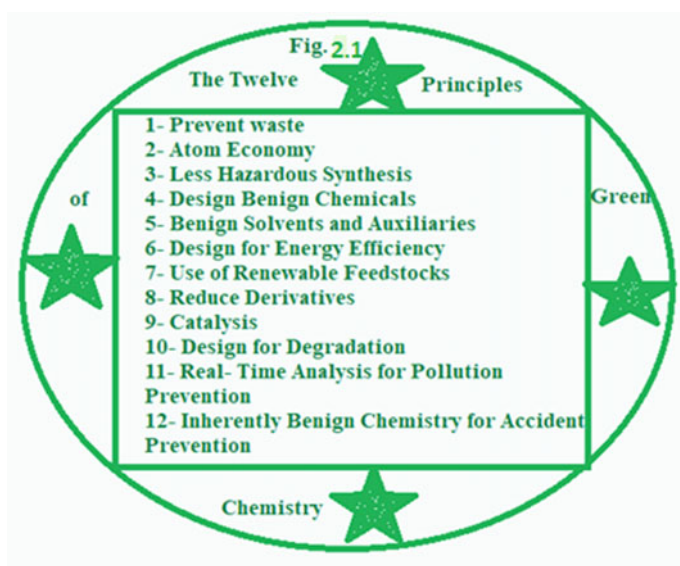 Fig. 2.1
The Twelve Principles
of Green
1- Prevent waste
2- Atom Economy
3- Less Hazardous Synthesis
4- Design Benign Chemicals
5- Benign Solvents and Auxiliaries
6- Design for Energy Efficiency
7- Use of Renewable Feedstocks
8- Reduce Derivatives
9- Catalysis
10- Design for Degradation
11- Real- Time Analysis for Pollution
Prevention
12- Inherently Benign Chemistry for Accident
Prevention
Chemistry